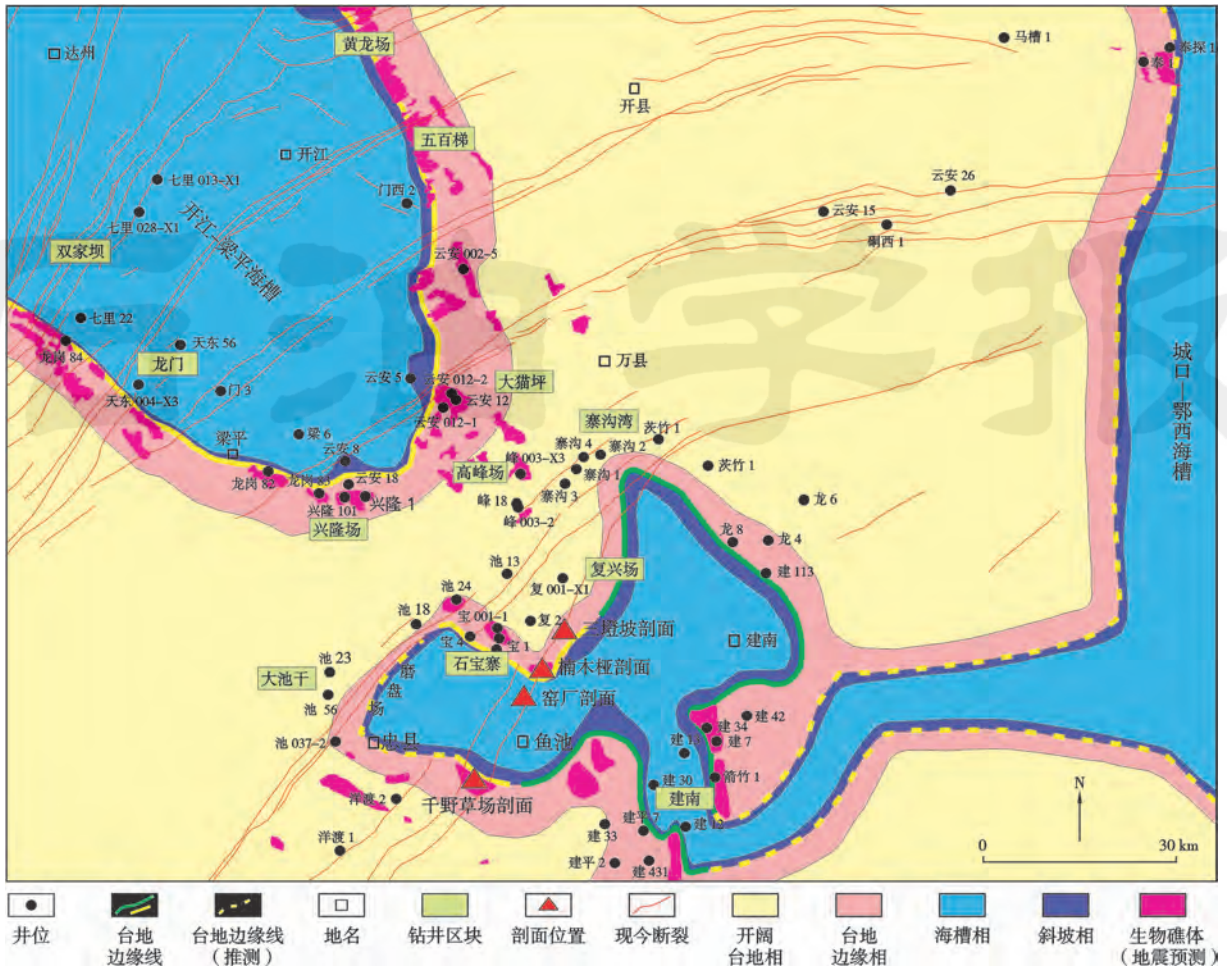 黄龙场
马槽 1
奉探 1
达州
奉 1
开县
五百梯
开江
七里 013-X1
云安 26
门西 2
七里 028-X1
开江-梁平海槽
云安 15
硐西 1
双家坝
云安 002-5
七里 22
城口—鄂西海槽
龙岗 84
天东 56
龙门
万县
云安 5
云安 012-2
大猫坪
天东 004-X3
门 3
云安 12
云安 012-1
寨沟湾
茨竹 1
梁平
梁 6
寨沟 4
寨沟 2
云安 8
高峰场
峰 003-X3
寨沟 1
茨竹 1
龙岗 82
龙岗 83
云安 18
寨沟 3
龙 6
兴隆 101
兴隆 1
峰 18
峰 003-2
兴隆场
龙 8
龙 4
池 13
复兴场
建 113
池 24
复 001-X1
池 18
宝 001-1
复 2
三墱坡剖面
宝 4
宝 1
建南
池 23
石宝寨
楠木桠剖面
大池干
磨盘场
窑厂剖面
池 56
建 42
建 34
池 037-2
忠县
鱼池
建 7
建 30
箭竹 1
洋渡 2
千野草场剖面
建南
N
建 33
建平 7
建 12
洋渡 1
建平 2
建 431
0
30 km
井位
台地
边缘线
台地边缘线
(推测)
地名
钻井区块
剖面位置
现今断裂
开阔
台地相
台地
边缘相
海槽相
斜坡相
生物礁体
(地震预测)